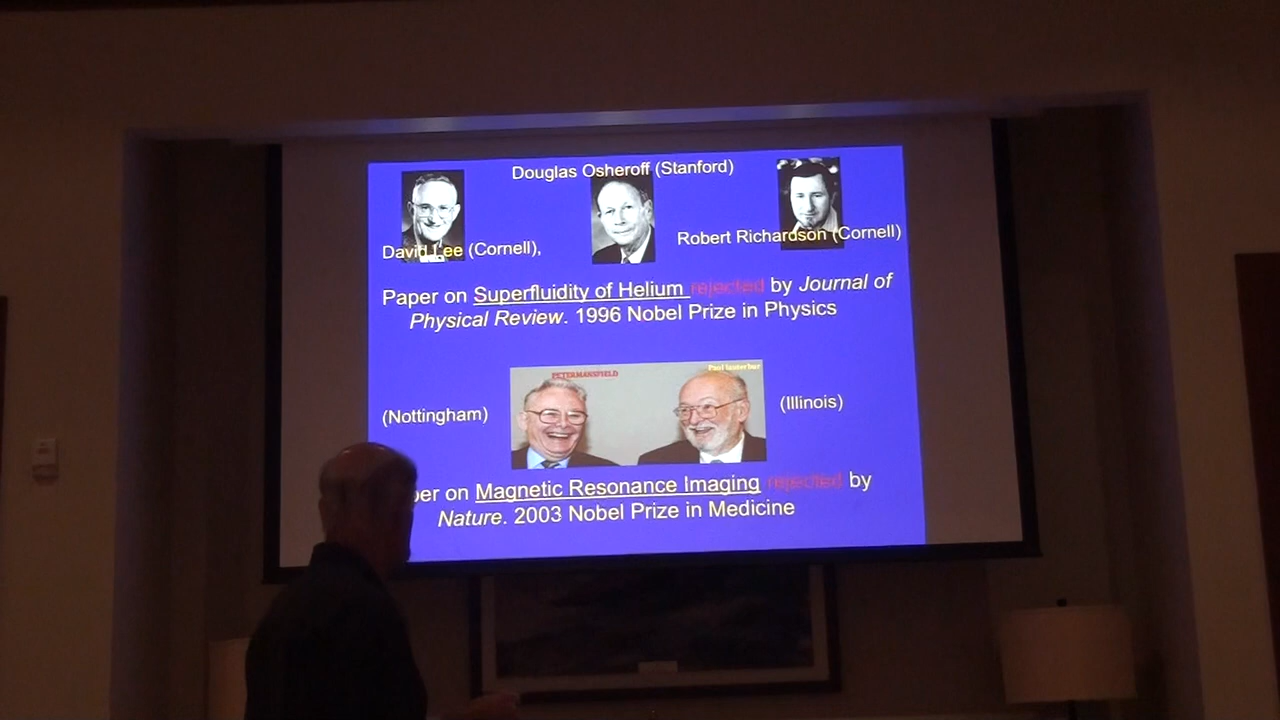 Douglas Osheroff (Stanford)
David Lee (Cornell),
Robert Richardson (Cornell)
Paper on Superfluidity of Helium rejected by Journal of
Physical Review. 1996 Nobel Prize in Physics
PETER MANSFIELD
Paul lauterbur
(Nottingham)
(Illinois)
per on Magnetic Resonance Imaging rejected by
Nature. 2003 Nobel Prize in Medicine